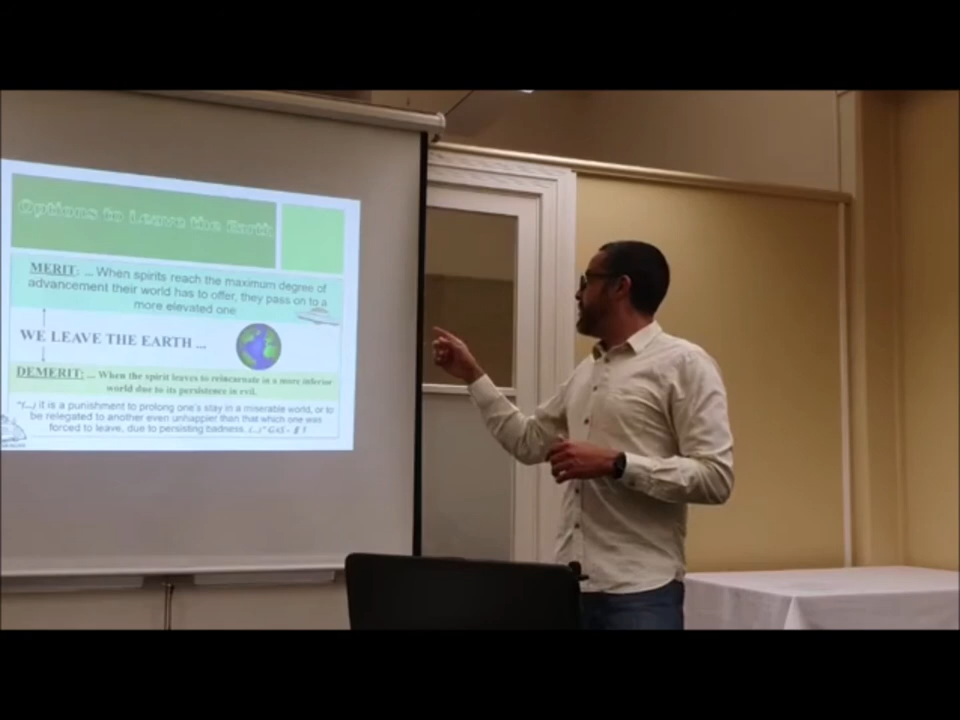 Options to Leave the Earth
MERIT: ... When spirits reach the maximum degree of
advancement their world has to offer, they pass on to a
more elevated one
WE LEAVE THE EARTH ...
DEMERIT: ... When the spirit leaves to reincarnate in a more inferior
world due to its persistence in evil.
"(...) it is a punishment to prolong one's stay in a miserable world, or to
be relegated to another even unhappier than that which one was
forced to leave, due to persisting badness. (...)"